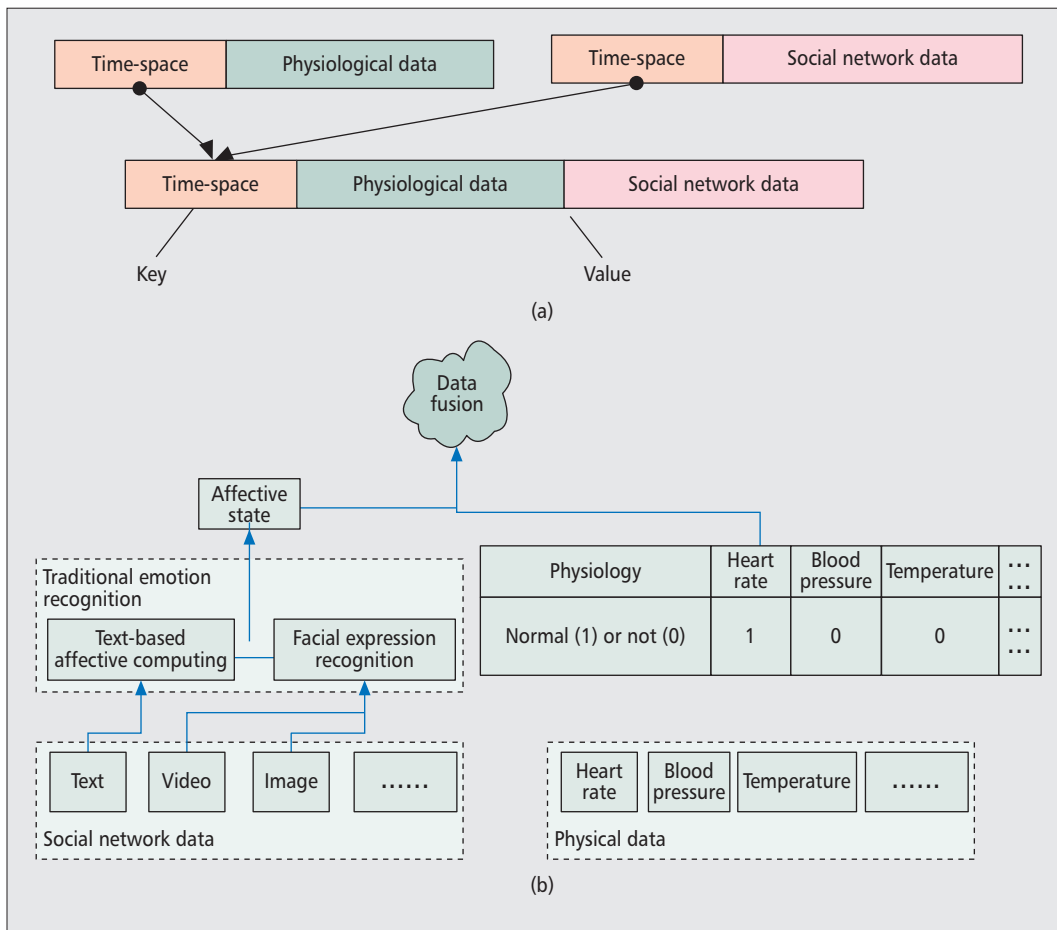 Time-space
Physiological data
Time-space
Social network data
Time-space
Physiological data
Social network data
Key
Value
(a)
Data
fusion
Affective
state
Traditional emotion
recognition
Text-based
affective computing
Facial expression
recognition
Physiology
Heart
rate
Blood
pressure
Temperature
...
...
Normal (1) or not (0)
1
0
0
...
...
Text
Video
Image
......
Social network data
Heart
rate
Blood
pressure
Temperature
......
Physical data
(b)